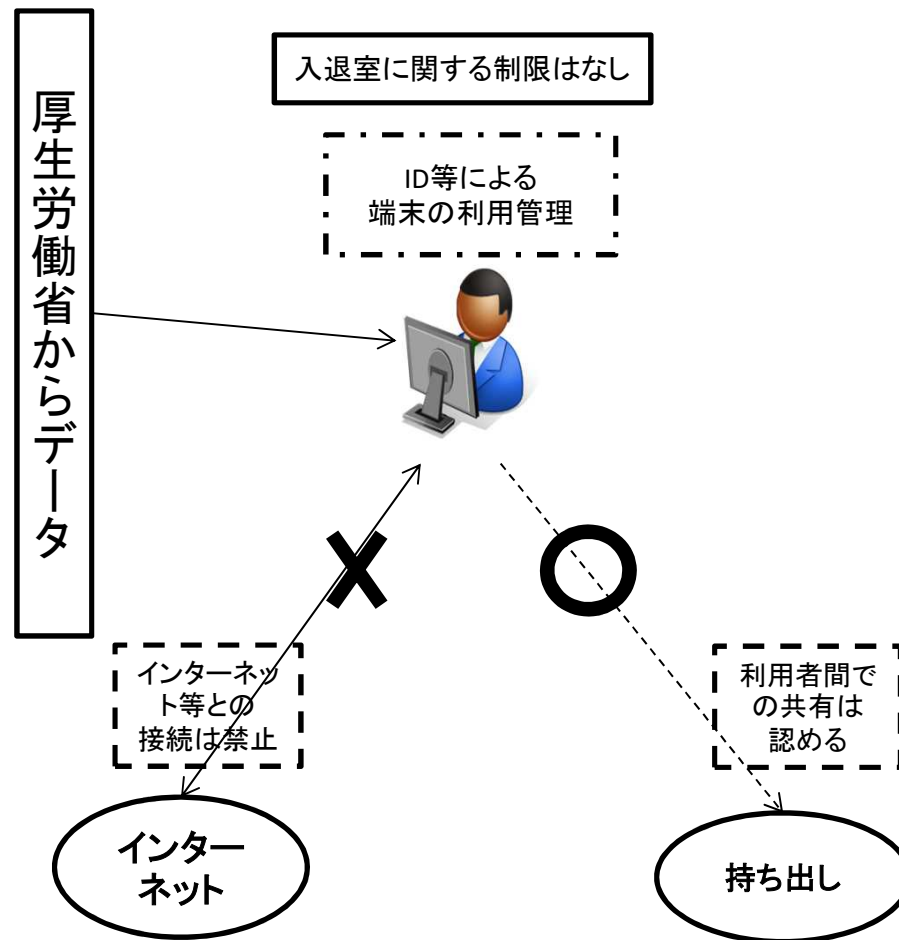 入退室に関する制限はなし
厚生労働省からデータ
ID等による
端末の利用管理
インターネッ
ト等との
接続は禁止
利用者間で
の共有は
認める
インター
ネット
持ち出し